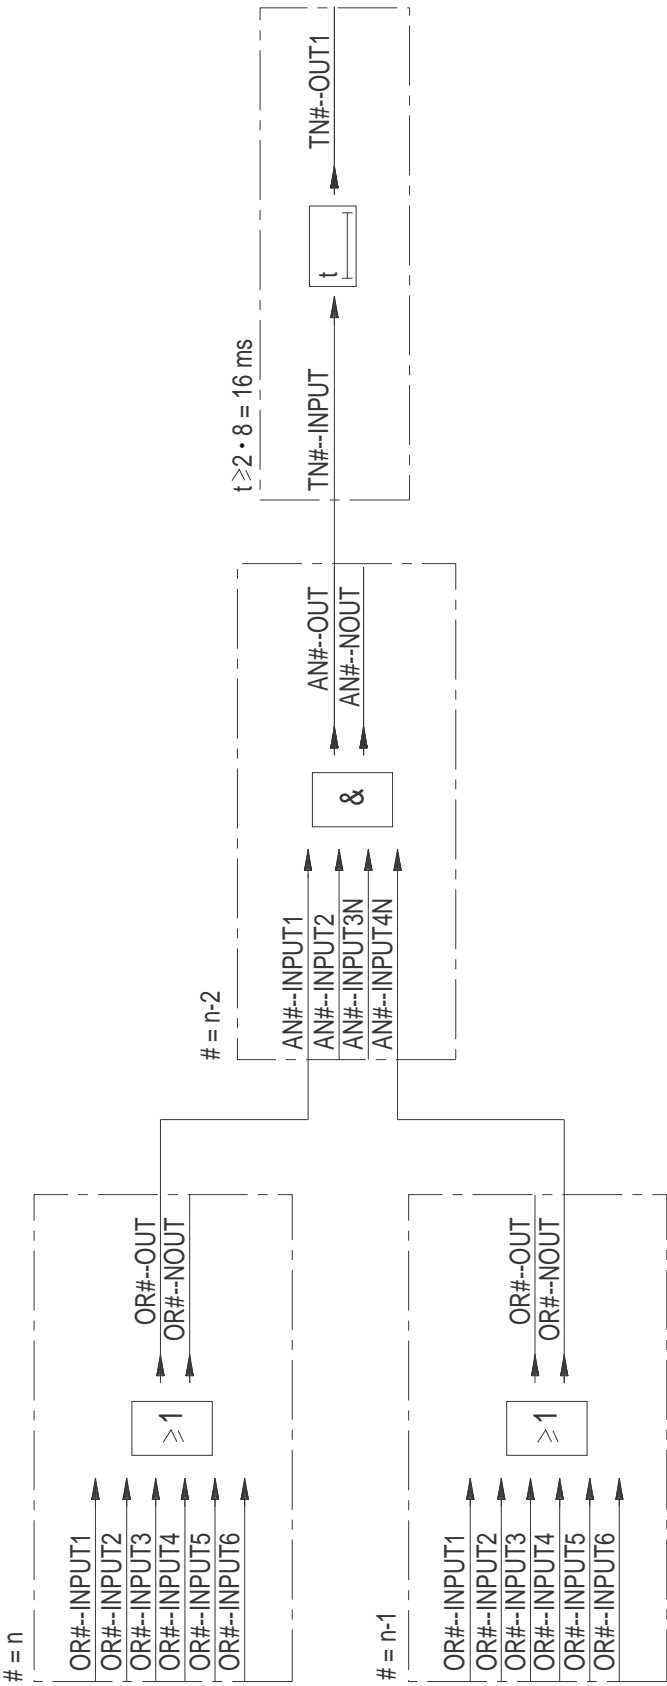 # = n
OR#--INPUT1
OR#--INPUT2
OR#--INPUT3
OR#--INPUT4
OR#--INPUT5
OR#--INPUT6
≥1
OR#--OUT
OR#--NOUT
# = n-1
OR#--INPUT1
OR#--INPUT2
OR#--INPUT3
OR#--INPUT4
OR#--INPUT5
OR#--INPUT6
≥1
OR#--OUT
OR#--NOUT
# = n-2
AN#--INPUT1
AN#--INPUT2
AN#--INPUT3N
AN#--INPUT4N
&
AN#--OUT
AN#--NOUT
t≥2·8 = 16 ms
TN#--INPUT
t
TN#--OUT1